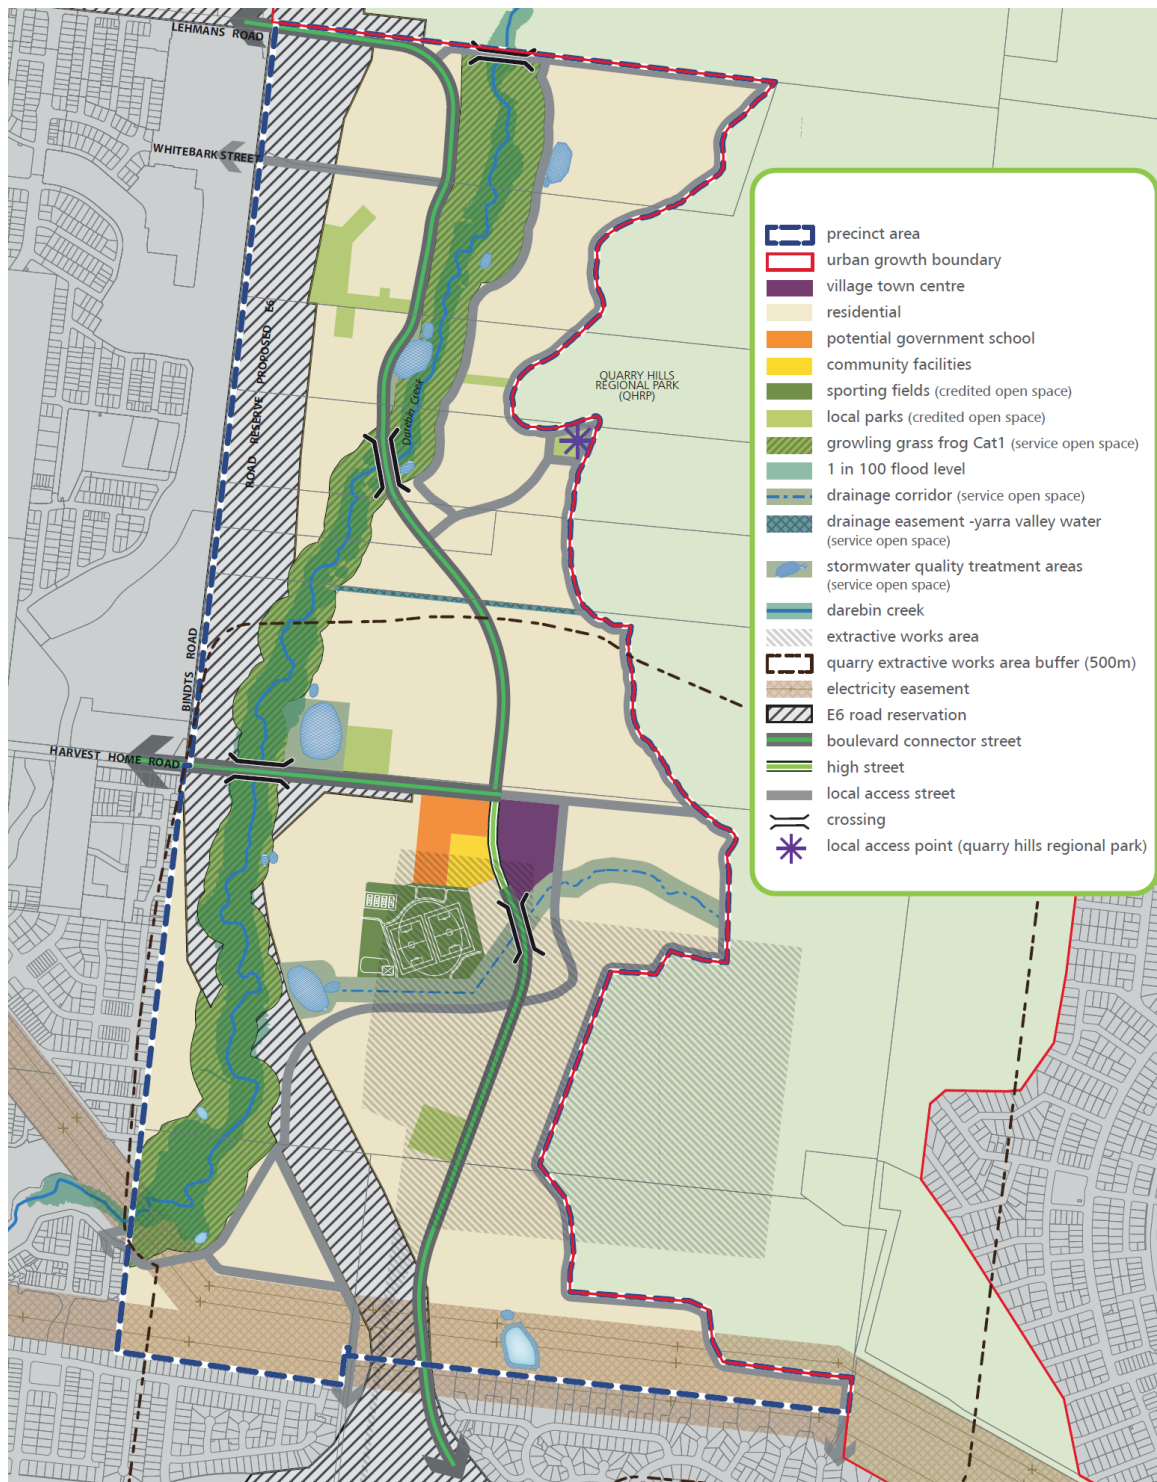 LEHMANS ROAD
WHITEBARK STREET
ROAD RESERVE PROPOSED E6
QUARRY HILLS
REGIONAL PARK
(QHRP)
Darebin Creek
BINDTS ROAD
HARVEST HOME ROAD
precinct area
urban growth boundary
village town centre
residential
potential government school
community facilities
sporting fields (credited open space)
local parks (credited open space)
growling grass frog Cat1 (service open space)
1 in 100 flood level
drainage corridor (service open space)
drainage easement -yarra valley water
(service open space)
stormwater quality treatment areas
(service open space)
darebin creek
extractive works area
quarry extractive works area buffer (500m)
electricity easement
E6 road reservation
boulevard connector street
high street
local access street
crossing
local access point (quarry hills regional park)